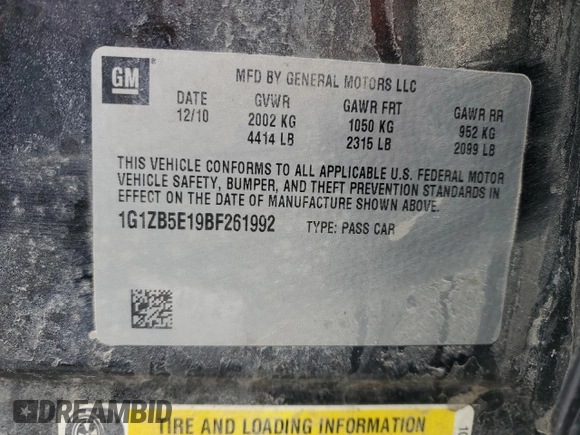 GM
MFD BY GENERAL MOTORS LLC
DATE GVWR GAWR FRT GAWR RR
12/10 2002 KG 1050 KG 952 KG
4414 LB 2315 LB 2099 LB
THIS VEHICLE CONFORMS TO ALL APPLICABLE U.S. FEDERAL MOTOR
VEHICLE SAFETY, BUMPER, AND THEFT PREVENTION STANDARDS IN
EFFECT ON THE DATE OF MANUFACTURE SHOWN ABOVE.
1G1ZB5E19BF261992 TYPE: PASS CAR
TIRE AND LOADING INFORMATION
DREAMBID